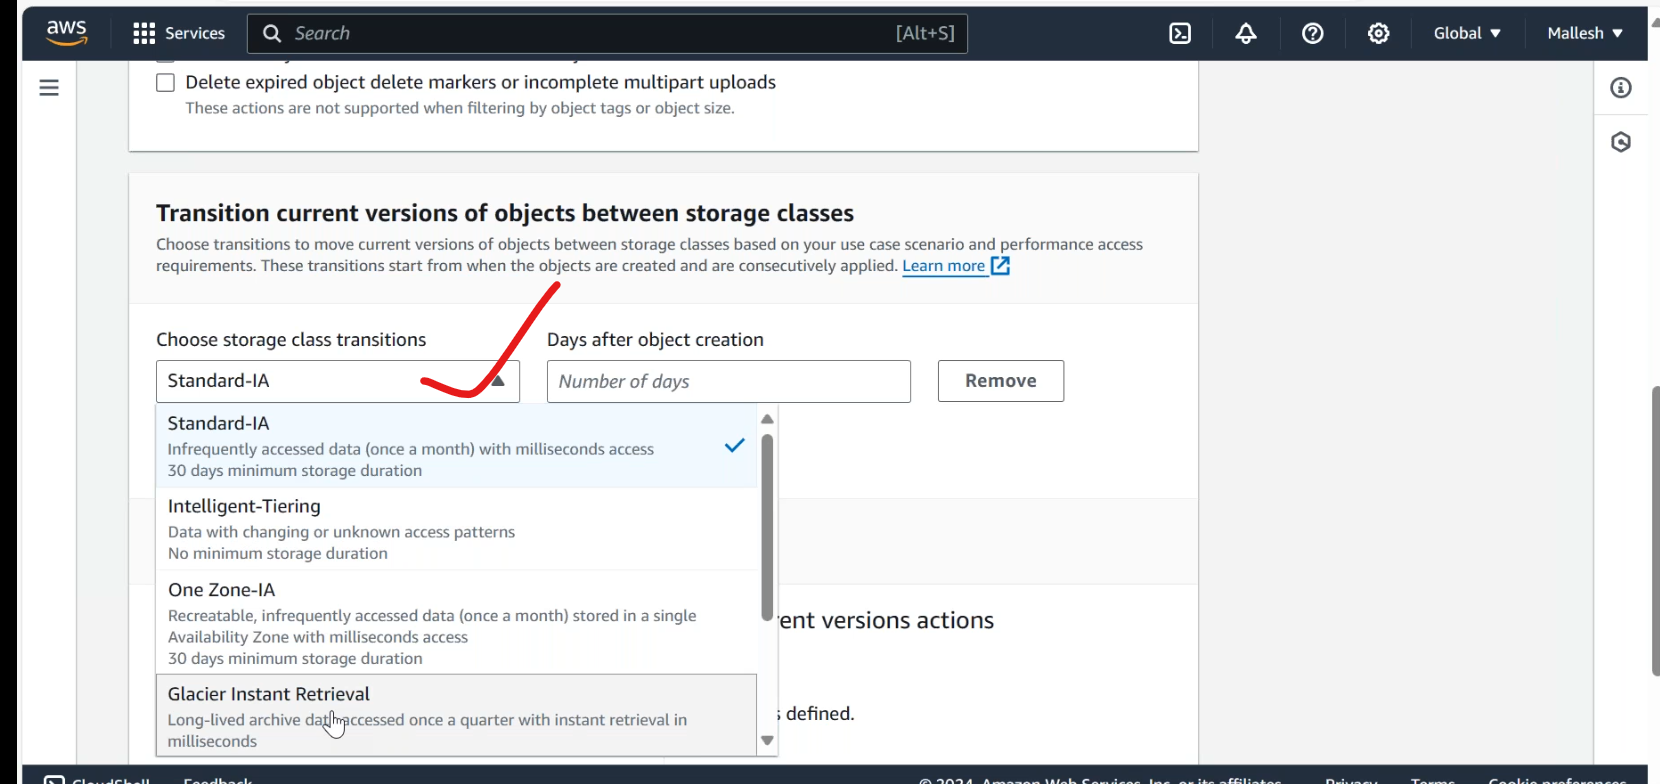 aws
Services
Search
[Alt+S]
Global
Mallesh
Delete expired object delete markers or incomplete multipart uploads
These actions are not supported when filtering by object tags or object size.
Transition current versions of objects between storage classes
Choose transitions to move current versions of objects between storage classes based on your use case scenario and performance access
requirements. These transitions start from when the objects are created and are consecutively applied. Learn more
Choose storage class transitions
Days after object creation
Standard-IA
Number of days
Remove
Standard-IA
Infrequently accessed data (once a month) with milliseconds access
30 days minimum storage duration
Intelligent-Tiering
Data with changing or unknown access patterns
No minimum storage duration
One Zone-IA
Recreatable, infrequently accessed data (once a month) stored in a single
Availability Zone with milliseconds access
30 days minimum storage duration
versions actions
Glacier Instant Retrieval
Long-lived archive data accessed once a quarter with instant retrieval in
milliseconds
defined.
CloudShell
Feedback
© 2024, Amazon Web Services, Inc. or its affiliates.
Privacy
Terms
Cookie preferences